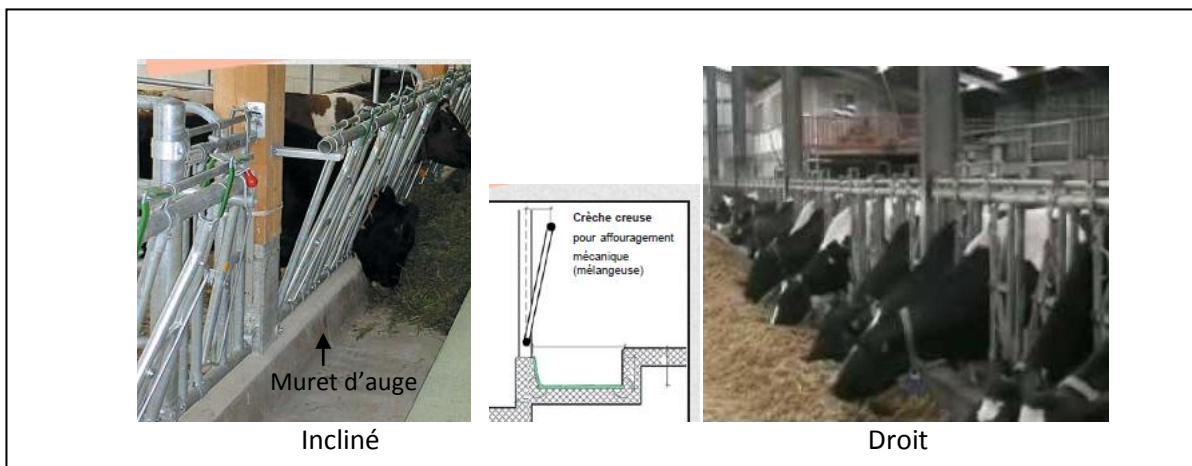 Crèche creuse
pour affouragement
mécanique
(mélangeuse)
Muret d'auge
Incliné
Droit